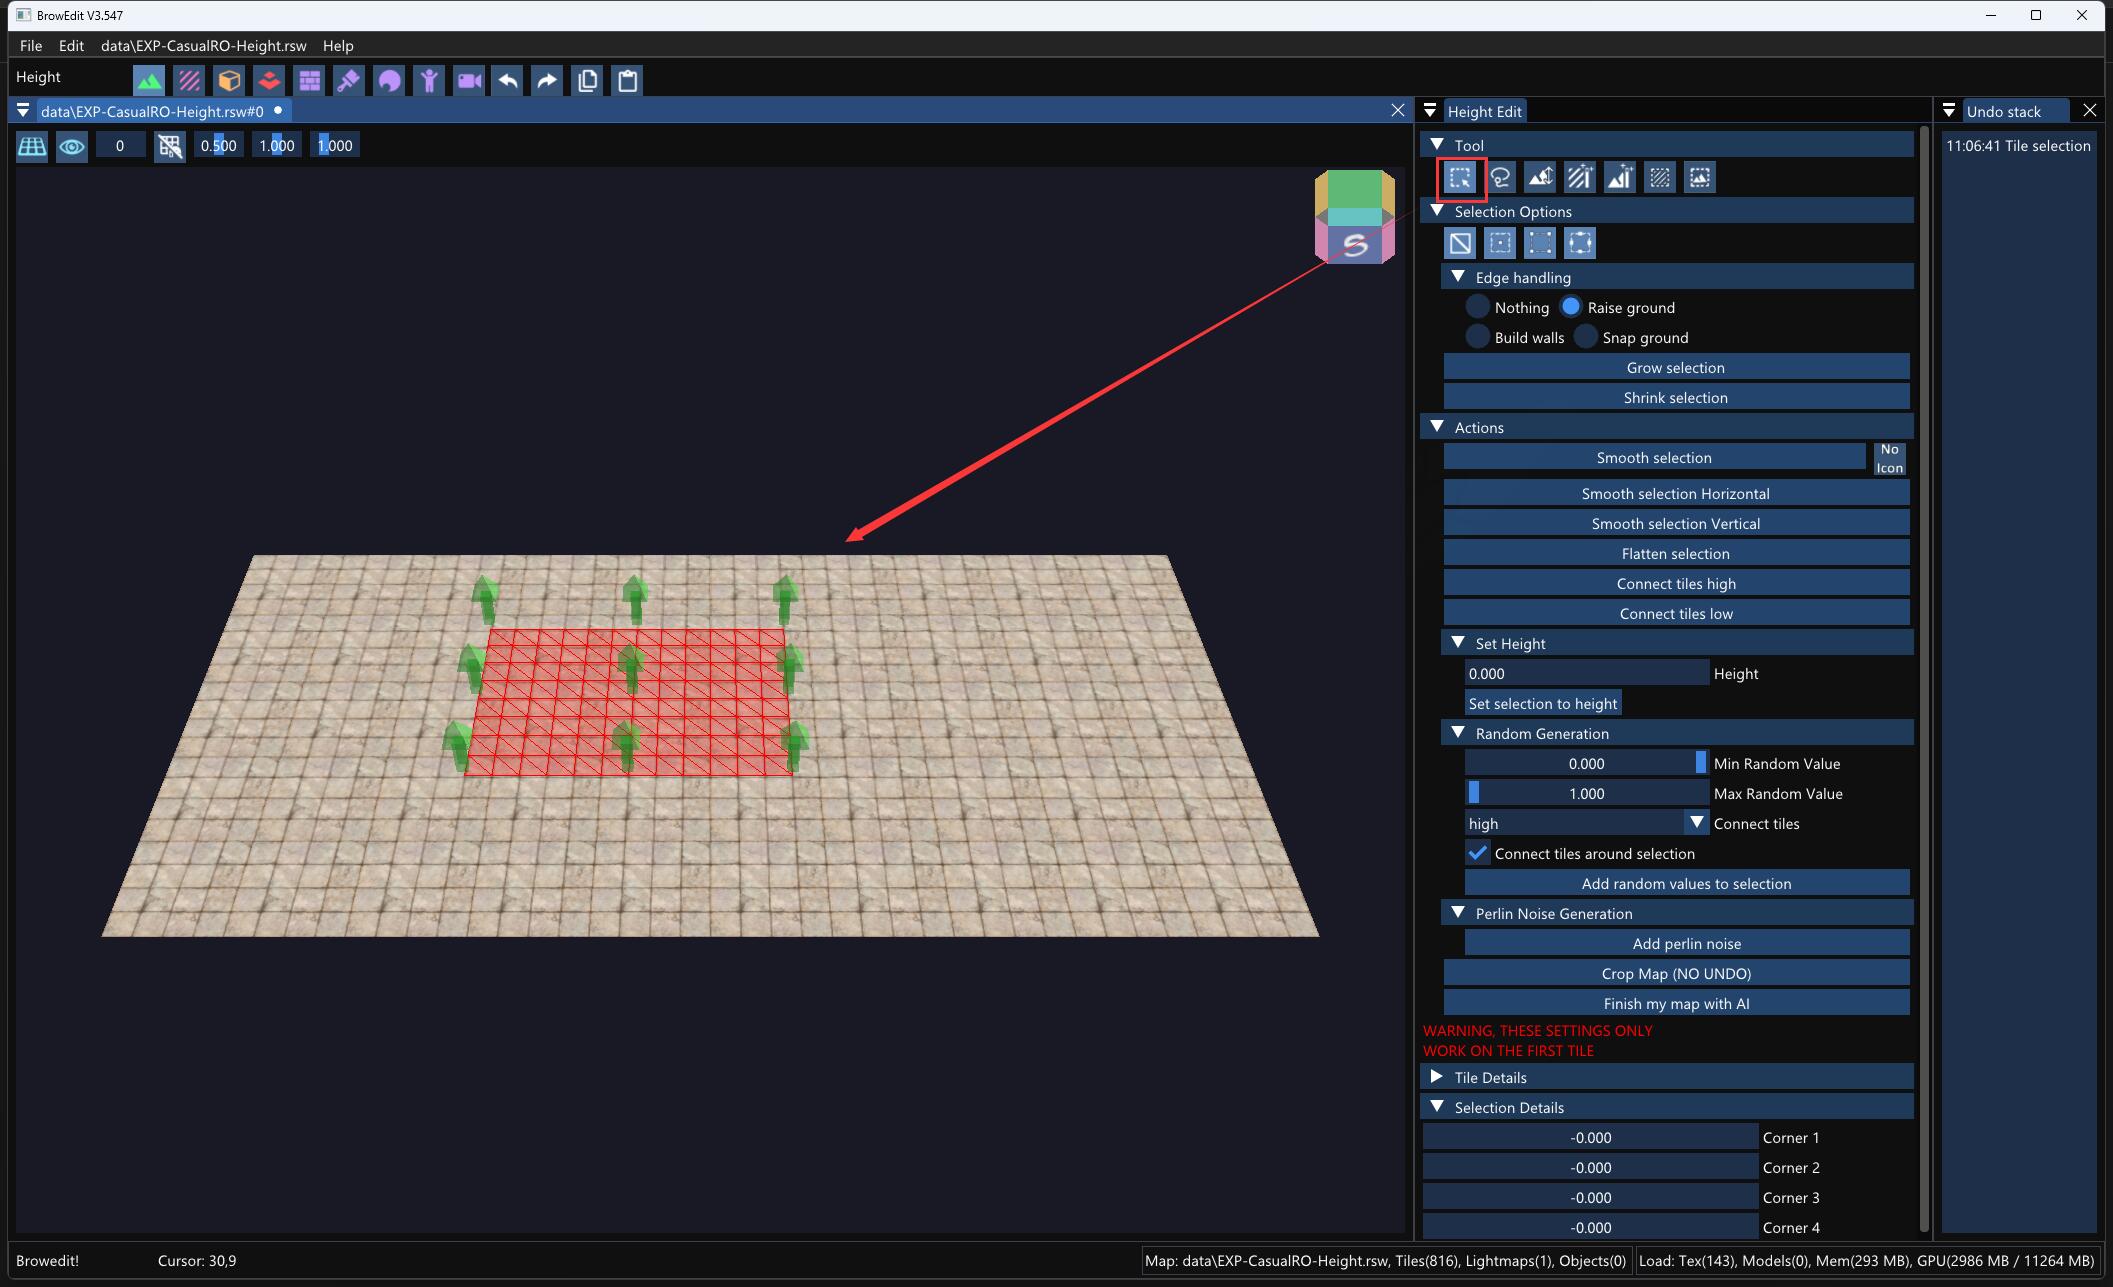 BrowEdit V3.547
File Edit data\EXP-CasualRO-Height.rsw Help
Height
data\EXP-CasualRO-Height.rsw#0
Height Edit
Undo stack
0 0.500 1.000 1.000
Tool
11:06:41 Tile selection
Selection Options
S
Edge handling
Nothing Raise ground
Build walls Snap ground
Grow selection
Shrink selection
Actions
Smooth selection
No
Icon
Smooth selection Horizontal
Smooth selection Vertical
Flatten selection
Connect tiles high
Connect tiles low
Set Height
0.000 Height
Set selection to height
Random Generation
0.000 Min Random Value
1.000 Max Random Value
high Connect tiles
Connect tiles around selection
Add random values to selection
Perlin Noise Generation
Add perlin noise
Crop Map (NO UNDO)
Finish my map with AI
WARNING, THESE SETTINGS ONLY
WORK ON THE FIRST TILE
Tile Details
Selection Details
-0.000 Corner 1
-0.000 Corner 2
-0.000 Corner 3
-0.000 Corner 4
Browedit! Cursor: 30,9 Map: data\EXP-CasualRO-Height.rsw, Tiles(816), Lightmaps(1), Objects(0) Load: Tex(143), Models(0), Mem(293 MB), GPU(2986 MB / 11264 MB)